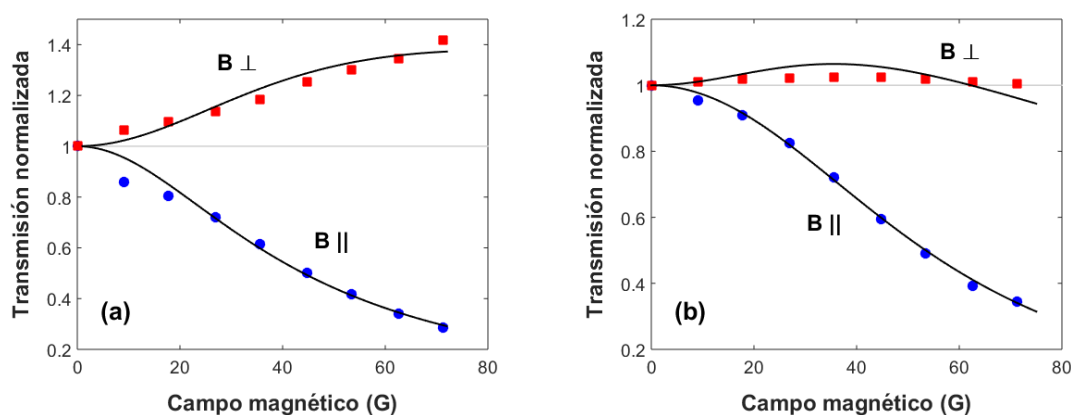 Transmisión normalizada
1.4
1.2
1
0.8
0.6
0.4
0.2
B ⊥
B ||
(a)
0
20
40
60
80
Campo magnético (G)
Transmisión normalizada
1.2
1
0.8
0.6
0.4
0.2
B ⊥
B ||
(b)
0
20
40
60
80
Campo magnético (G)